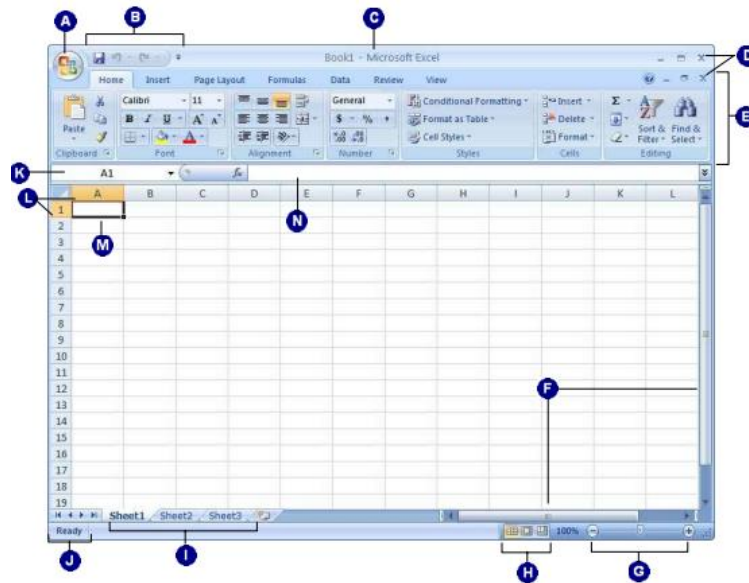 A B C
Book1 - Microsoft Excel
D
Home Insert Page Layout Formulas Data Review View
E
Paste
Calibri 11
B I U A A
A
General
$ - % ,
Conditional Formatting
Format as Table
Cell Styles
Insert
Delete
Format
Σ
Sort & Filter
Find & Select
Clipboard Font Alignment Number Styles Cells Editing
K A1 fx
N
L A B C D E F G H I J K L
M
1
2
3
4
5
6
7
8
9
10
11
12
F
13
14
15
16
17
18
19
Sheet1 Sheet2 Sheet3
Ready 100%
J I H G